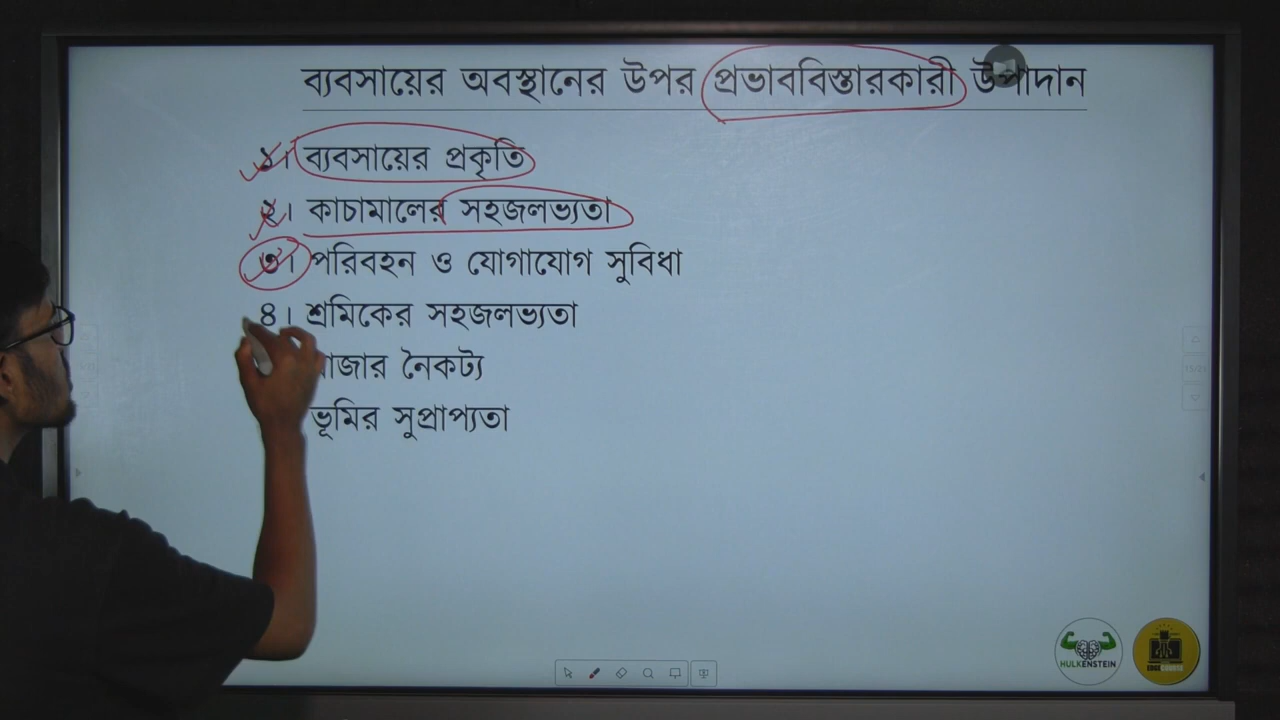 ব্যবসায়ের অবস্থানের উপর প্রভাববিস্তারকারী উপাদান
১। ব্যবসায়ের প্রকৃতি
২। কাচামালের সহজলভ্যতা
৩। পরিবহন ও যোগাযোগ সুবিধা
৪। শ্রমিকের সহজলভ্যতা
বাজার নৈকট্য
ভূমির সুপ্রাপ্যতা
HULKENSTEIN